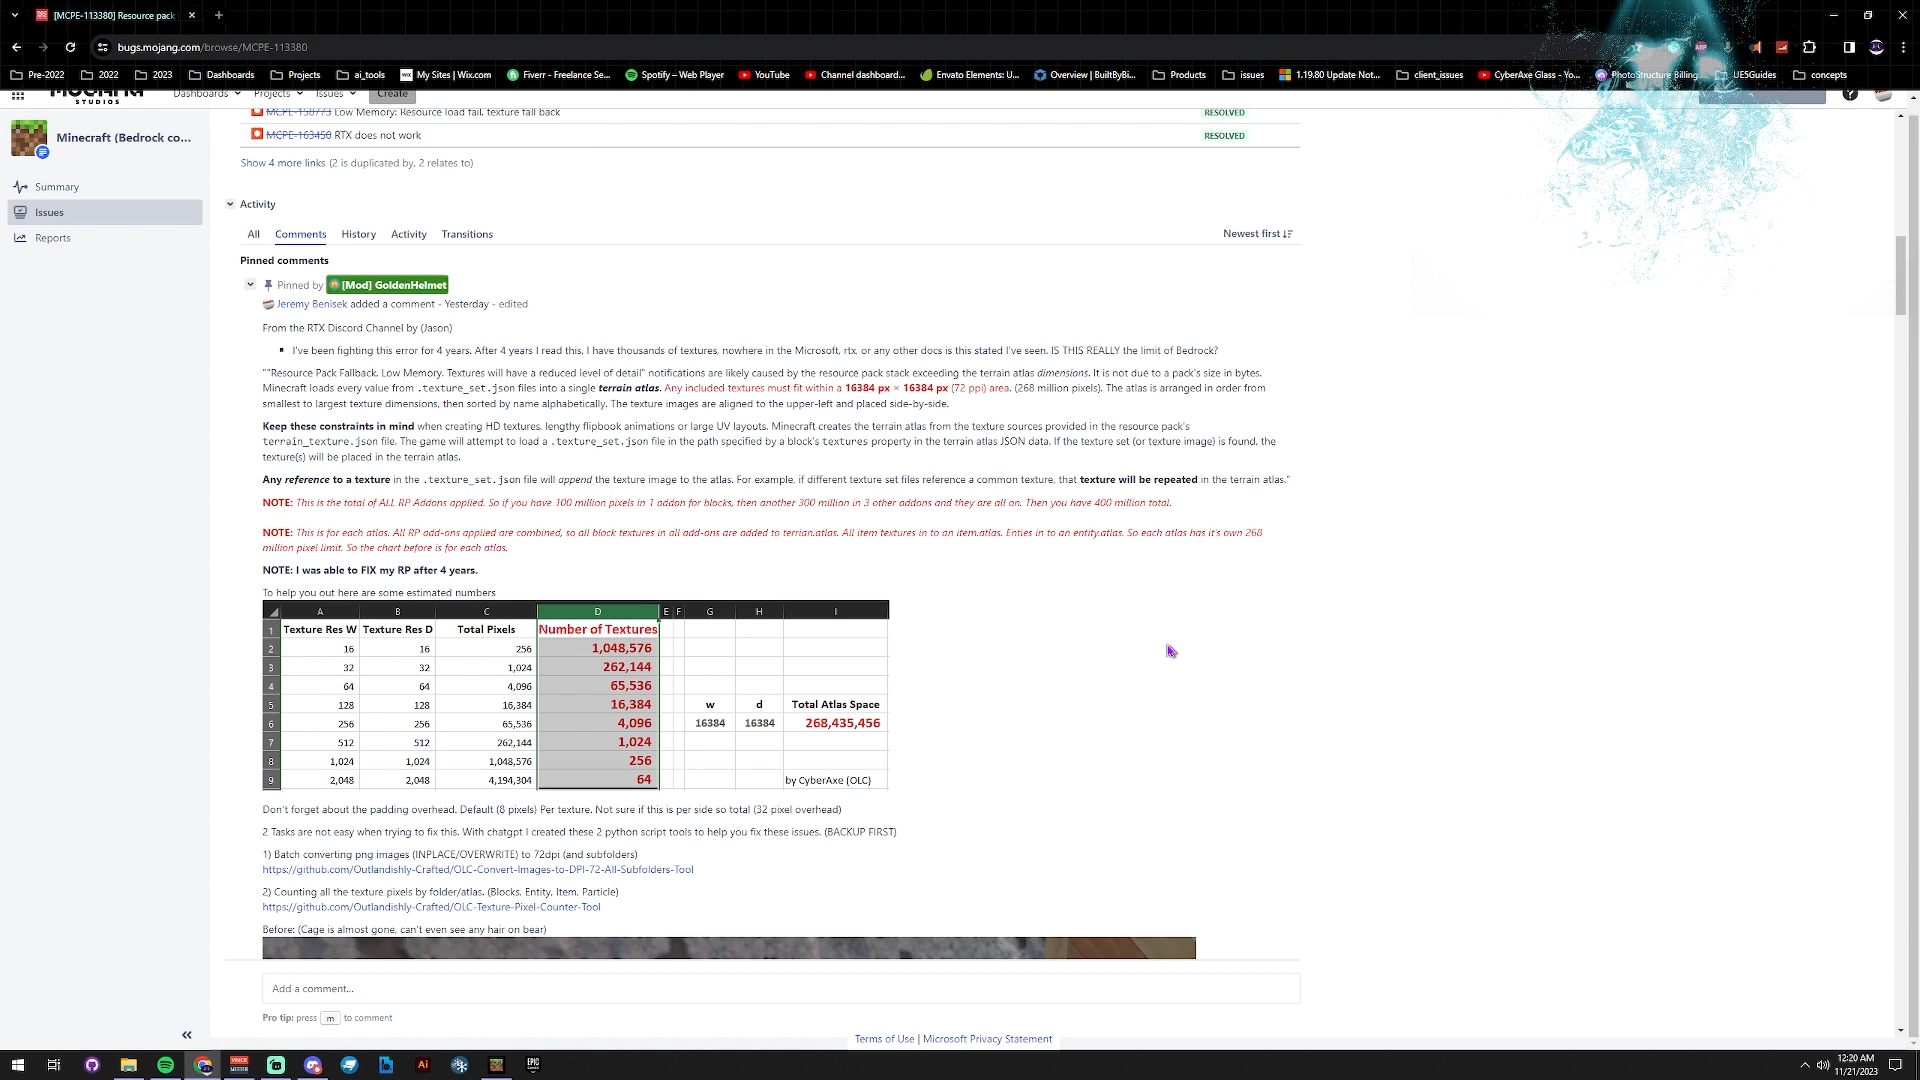 [MCPE-113380] Resource pack
bugs.mojang.com/browse/MCPE-113380
ABP
Pre-2022 2022 2023 Dashboards Projects ai_tools My Sites | Wix.com Fiverr - Freelance Se... Spotify – Web Player YouTube Channel dashboard... Envato Elements: U... Overview | BuiltByBi... Products issues 1.19.80 Update Not... client_issues CyberAxe Glass - Yo... PhotoStructure Billing... UE5Guides concepts
MOJANG STUDIOS Dashboards Projects Issues Create
MCPE-158773 Low Memory: Resource load fail, texture fall back RESOLVED
Minecraft (Bedrock co...
MCPE-163450 RTX does not work RESOLVED
Show 4 more links (2 is duplicated by, 2 relates to)
Summary
Issues
Reports
Activity
All Comments History Activity Transitions Newest first
Pinned comments
Pinned by [Mod] GoldenHelmet
Jeremy Benisek added a comment - Yesterday - edited
From the RTX Discord Channel by (Jason)
I've been fighting this error for 4 years. After 4 years I read this, I have thousands of textures, nowhere in the Microsoft, rtx, or any other docs is this stated I've seen. IS THIS REALLY the limit of Bedrock?
""Resource Pack Fallback. Low Memory. Textures will have a reduced level of detail" notifications are likely caused by the resource pack stack exceeding the terrain atlas dimensions. It is not due to a pack's size in bytes.
Minecraft loads every value from .texture_set.json files into a single terrain atlas. Any included textures must fit within a 16384 px × 16384 px (72 ppi) area. (268 million pixels). The atlas is arranged in order from
smallest to largest texture dimensions, then sorted by name alphabetically. The texture images are aligned to the upper-left and placed side-by-side.
Keep these constraints in mind when creating HD textures, lengthy flipbook animations or large UV layouts. Minecraft creates the terrain atlas from the texture sources provided in the resource pack's
terrain_texture.json file. The game will attempt to load a .texture_set.json file in the path specified by a block's textures property in the terrain atlas JSON data. If the texture set (or texture image) is found, the
texture(s) will be placed in the terrain atlas.
Any reference to a texture in the .texture_set.json file will append the texture image to the atlas. For example, if different texture set files reference a common texture, that texture will be repeated in the terrain atlas."
NOTE: This is the total of ALL RP Addons applied. So if you have 100 million pixels in 1 addon for blocks, then another 300 million in 3 other addons and they are all on. Then you have 400 million total.
NOTE: This is for each atlas. All RP add-ons applied are combined, so all block textures in all add-ons are added to terrian.atlas. All item textures in to an item.atlas. Enties in to an entity.atlas. So each atlas has it's own 268
million pixel limit. So the chart before is for each atlas.
NOTE: I was able to FIX my RP after 4 years.
To help you out here are some estimated numbers
A B C D E F G H I
1 Texture Res W Texture Res D Total Pixels Number of Textures
2 16 16 256 1,048,576
3 32 32 1,024 262,144
4 64 64 4,096 65,536
5 128 128 16,384 16,384 w d Total Atlas Space
6 256 256 65,536 4,096 16384 16384 268,435,456
7 512 512 262,144 1,024
8 1,024 1,024 1,048,576 256
9 2,048 2,048 4,194,304 64 by CyberAxe (OLC)
Don't forget about the padding overhead. Default (8 pixels) Per texture. Not sure if this is per side so total (32 pixel overhead)
2 Tasks are not easy when trying to fix this. With chatgpt I created these 2 python script tools to help you fix these issues. (BACKUP FIRST)
1) Batch converting png images (INPLACE/OVERWRITE) to 72dpi (and subfolders)
https://github.com/Outlandishly-Crafted/OLC-Convert-Images-to-DPI-72-All-Subfolders-Tool
2) Counting all the texture pixels by folder/atlas. (Blocks, Entity, Item, Particle)
https://github.com/Outlandishly-Crafted/OLC-Texture-Pixel-Counter-Tool
Before: (Cage is almost gone, can't even see any hair on bear)
Add a comment...
Pro tip: press m to comment
Terms of Use | Microsoft Privacy Statement
VOICE MEETER Ai EPIC GAMES
12:20 AM
11/21/2023